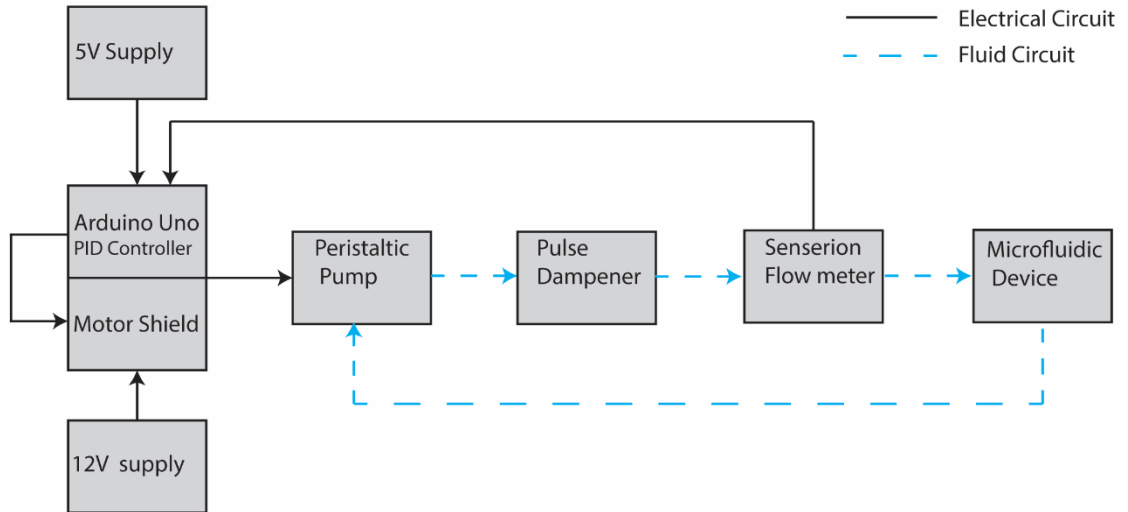 5V Supply
Electrical Circuit
Fluid Circuit
Arduino Uno
PID Controller
Motor Shield
Peristaltic
Pump
Pulse
Dampener
Senserion
Flow meter
Microfluidic
Device
12V supply